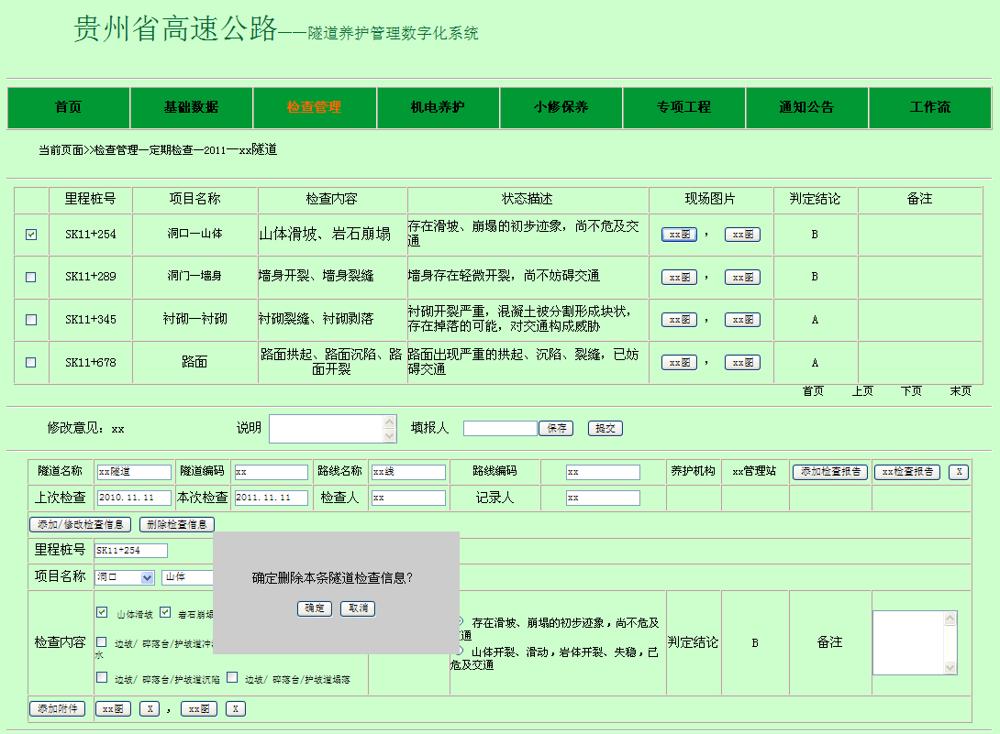 贵州省高速公路——隧道养护管理数字化系统
首页 基础数据 检查管理 机电养护 小修保养 专项工程 通知公告 工作流
当前页面>>检查管理—定期检查—2011—xx隧道
里程桩号 项目名称 检查内容 状态描述 现场图片 判定结论 备注
SK11+254 洞口—山体 山体滑坡、岩石崩塌 存在滑坡、崩塌的初步迹象，尚不危及交
通 xx图 ， xx图 B
SK11+289 洞门—墙身 墙身开裂、墙身裂缝 墙身存在轻微开裂，尚不妨碍交通 xx图 ， xx图 B
SK11+345 衬砌—衬砌 衬砌裂缝、衬砌剥落 衬砌开裂严重，混凝土被分割形成块状，
存在掉落的可能，对交通构成威胁 xx图 ， xx图 A
SK11+678 路面 路面拱起、路面沉陷、路
面开裂 路面出现严重的拱起、沉陷、裂缝，已妨
碍交通 xx图 ， xx图 A
首页 上页 下页 末页
修改意见：xx 说明 填报人 保存 提交
隧道名称 xx隧道 隧道编码 xx 路线名称 xx线 路线编码 xx 养护机构 xx管理站 添加检查报告 xx检查报告 X
上次检查 2010.11.11 本次检查 2011.11.11 检查人 xx 记录人 xx
添加/修改检查信息 删除检查信息
里程桩号 SK11+254
项目名称 洞口 山体
确定删除本条隧道检查信息?
确定 取消
检查内容 山体滑坡 岩石崩塌
边坡/ 碎落台/护坡道冲
水
边坡/ 碎落台/护坡道沉陷 边坡/ 碎落台/护坡道塌落
存在滑坡、崩塌的初步迹象，尚不危及
交通
山体开裂、滑动，岩体开裂、失稳，已
危及交通
判定结论 B 备注
添加附件 xx图 X ， xx图 X